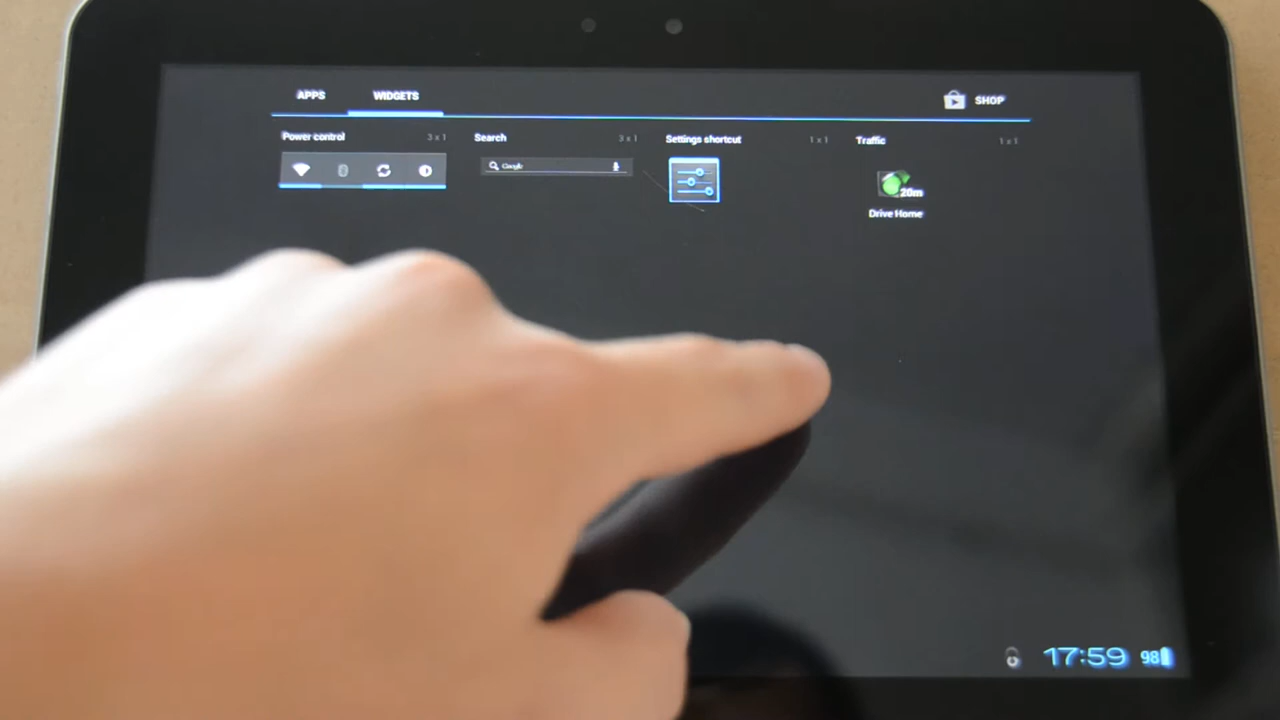 APPS WIDGETS SHOP
Power control 3 x 1 Search 3 x 1 Settings shortcut 1 x 1 Traffic 1 x 1
Google
20m
Drive Home
17:59 98